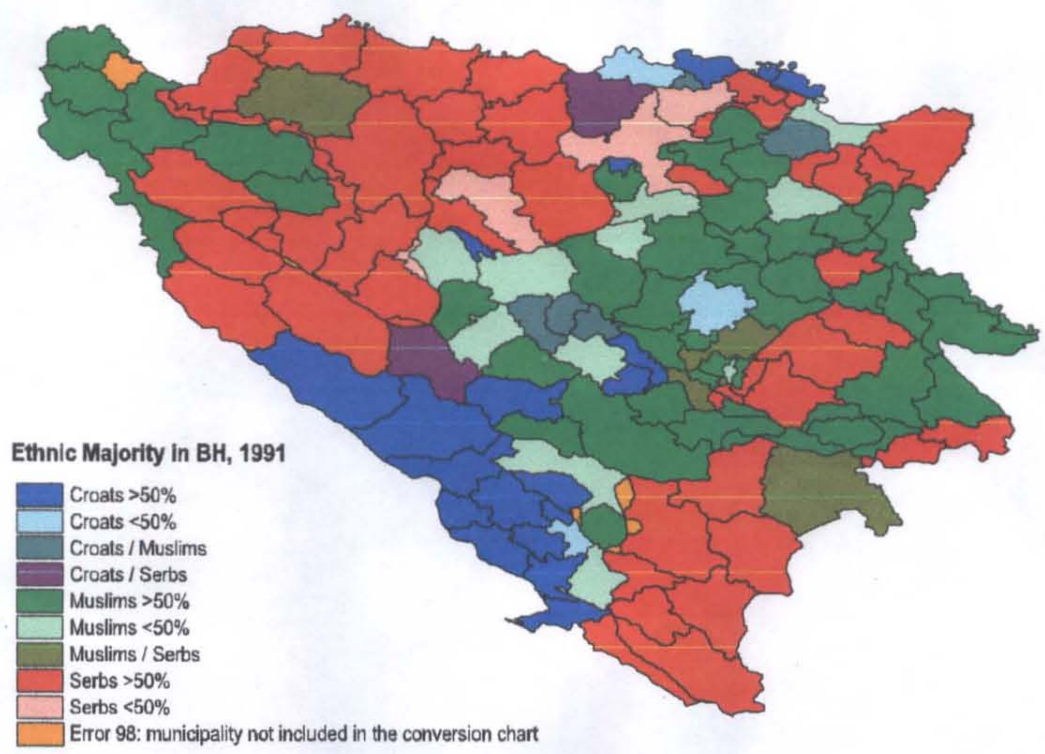 Ethnic Majority in BH, 1991
Croats >50%
Croats <50%
Croats / Muslims
Croats / Serbs
Muslims >50%
Muslims <50%
Muslims / Serbs
Serbs >50%
Serbs <50%
Error 98: municipality not included in the conversion chart